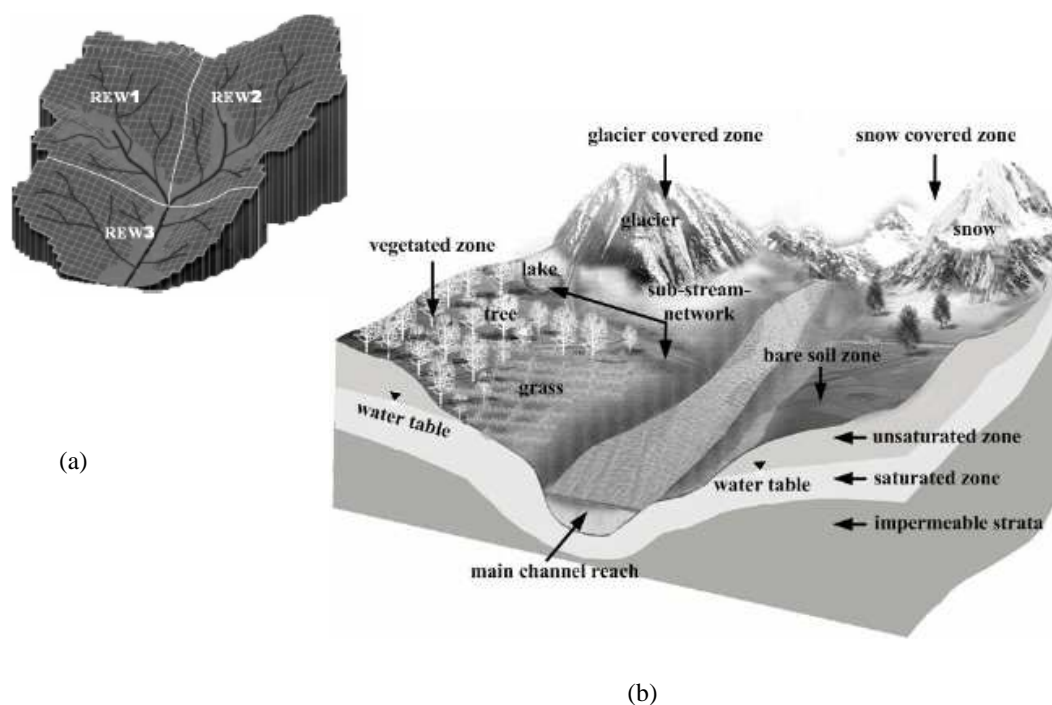 REW1
REW2
REW3
(a)
glacier covered zone
snow covered zone
glacier
snow
vegetated zone
lake
sub-stream-
network
tree
bare soil zone
grass
water table
unsaturated zone
water table
saturated zone
impermeable strata
main channel reach
(b)